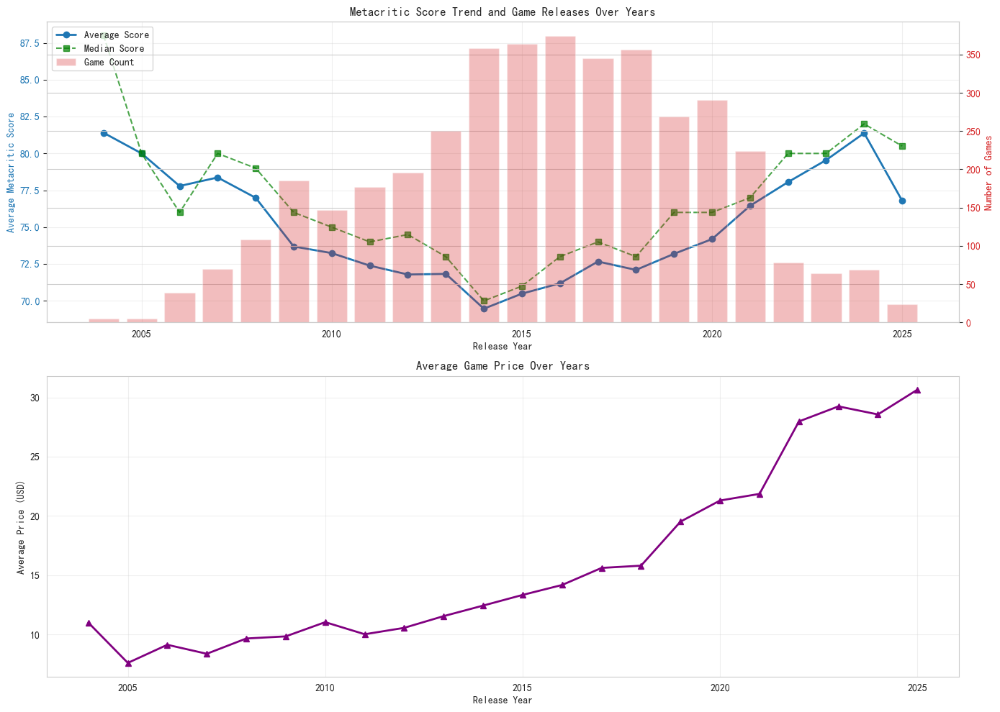 Metacritic Score Trend and Game Releases Over Years
Average Score
Median Score
Game Count
87.5
85.0
82.5
80.0
77.5
75.0
72.5
70.0
Average Metacritic Score
350
300
250
200
150
100
50
0
Number of Games
2005 2010 2015 2020 2025
Release Year
Average Game Price Over Years
30
25
20
15
10
Average Price (USD)
2005 2010 2015 2020 2025
Release Year